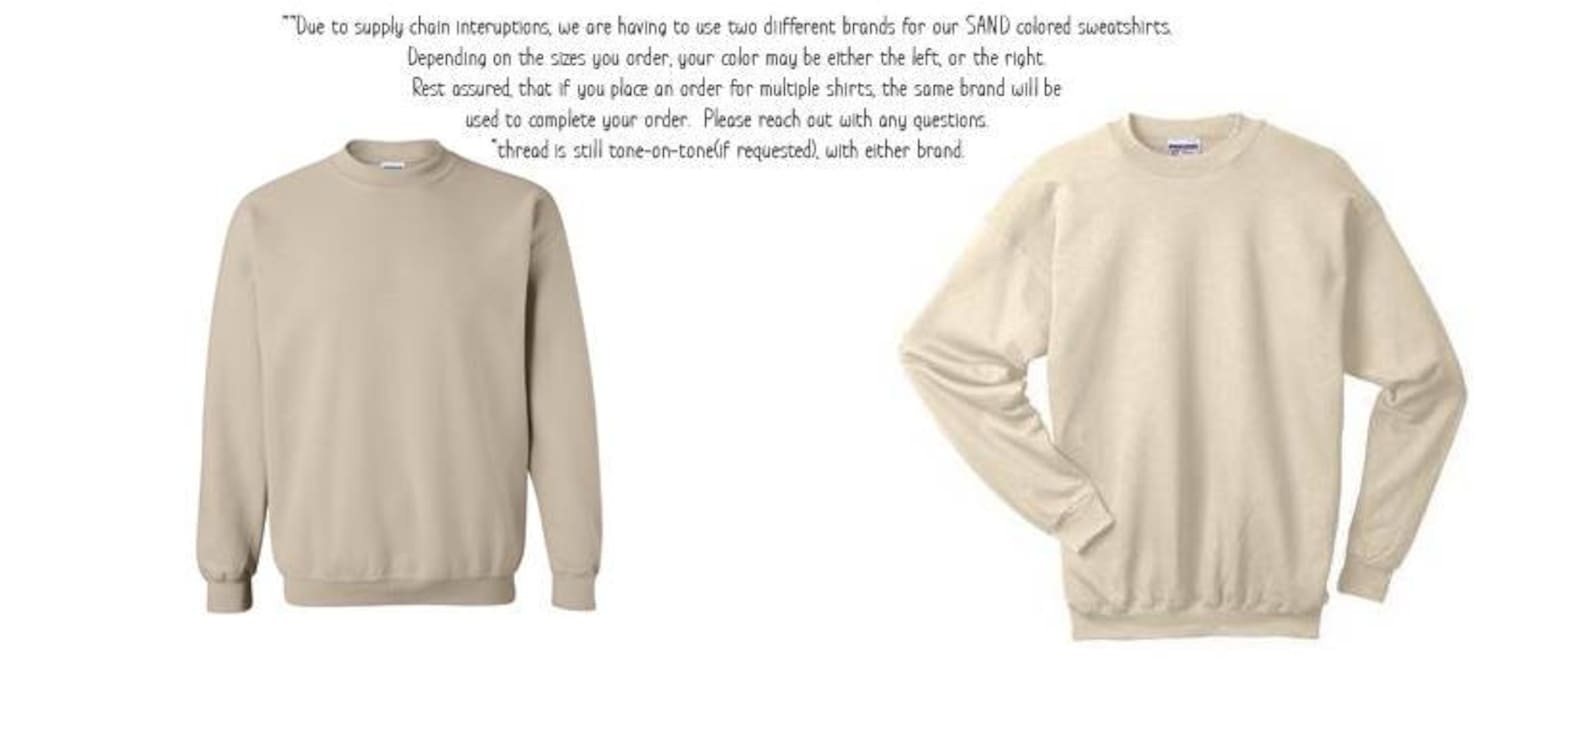 **Due to supply chain interuptions, we are having to use two diifferent brands for our SAND colored sweatshirts.
Depending on the sizes you order, your color may be either the left, or the right.
Rest assured, that if you place an order for multiple shirts, the same brand will be
used to complete your order. Please reach out with any questions.
*thread is still tone-on-tone(if requested), with either brand.